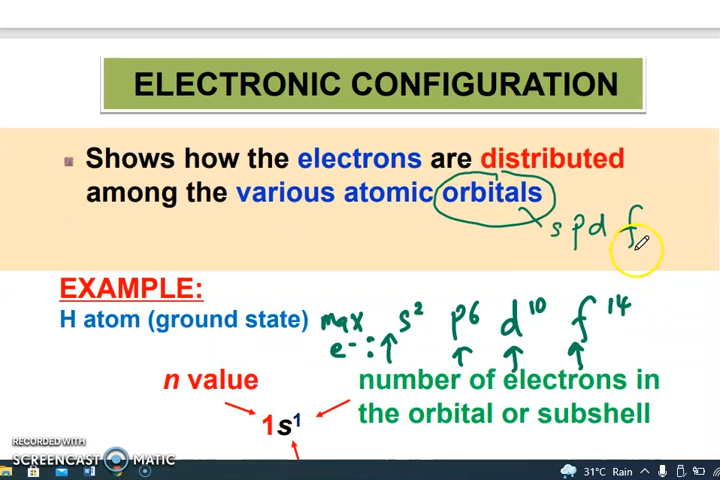 ELECTRONIC CONFIGURATION
Shows how the electrons are distributed
among the various atomic orbitals
s p d f
EXAMPLE:
H atom (ground state)
max s² p6 d¹⁰ f¹⁴
e⁻ :
n value
number of electrons in
the orbital or subshell
1s¹
RECORDED WITH
SCREENCAST MATIC
31°C Rain